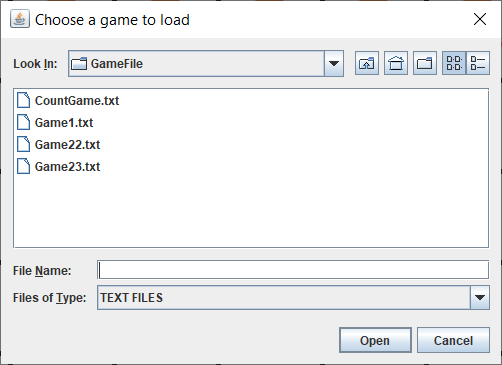 Choose a game to load
Look In: GameFile
CountGame.txt
Game1.txt
Game22.txt
Game23.txt
File Name:
Files of Type: TEXT FILES
Open Cancel